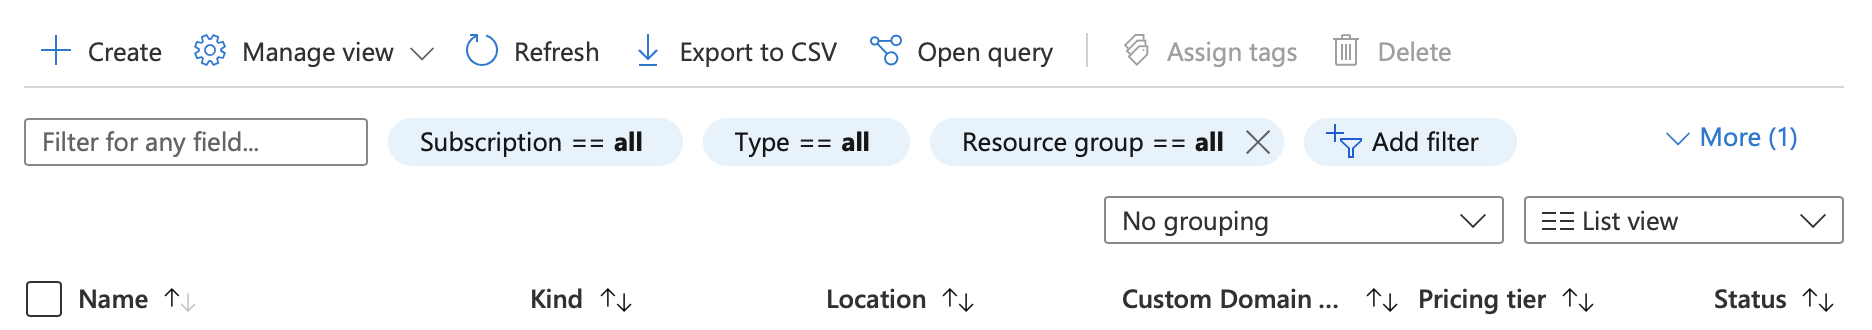 Create Manage view Refresh Export to CSV Open query Assign tags Delete
Filter for any field... Subscription == all Type == all Resource group == all Add filter More (1)
No grouping List view
Name Kind Location Custom Domain ... Pricing tier Status